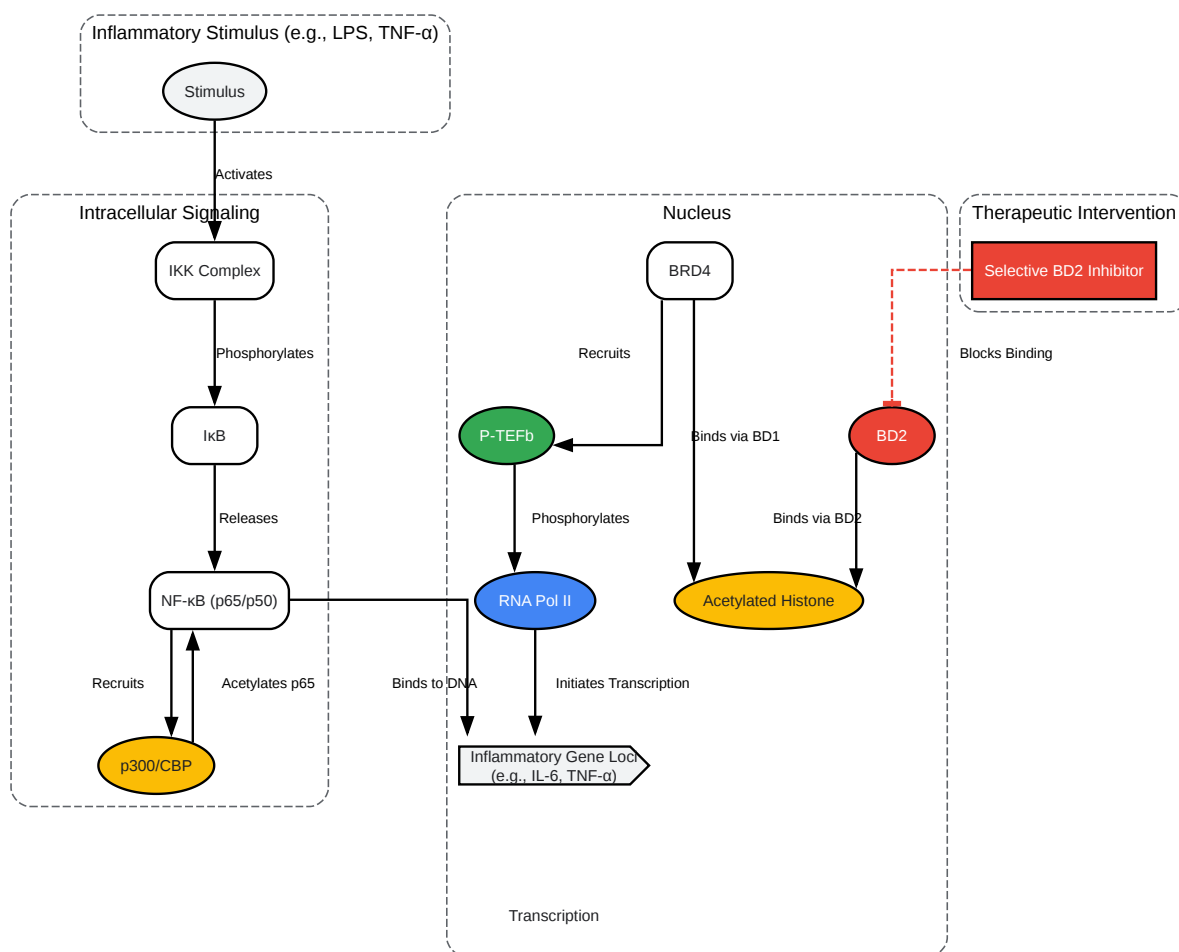 Inflammatory Stimulus (e.g., LPS, TNF-α)
Stimulus
Activates
Intracellular Signaling
Nucleus
Therapeutic Intervention
IKK Complex
BRD4
Selective BD2 Inhibitor
Phosphorylates
Recruits
Blocks Binding
IκB
P-TEFb
Binds via BD1
BD2
Releases
Phosphorylates
Binds via BD2
NF-κB (p65/p50)
RNA Pol II
Acetylated Histone
Recruits
Acetylates p65
Binds to DNA
Initiates Transcription
p300/CBP
Inflammatory Gene Loci
(e.g., IL-6, TNF-α)
Transcription